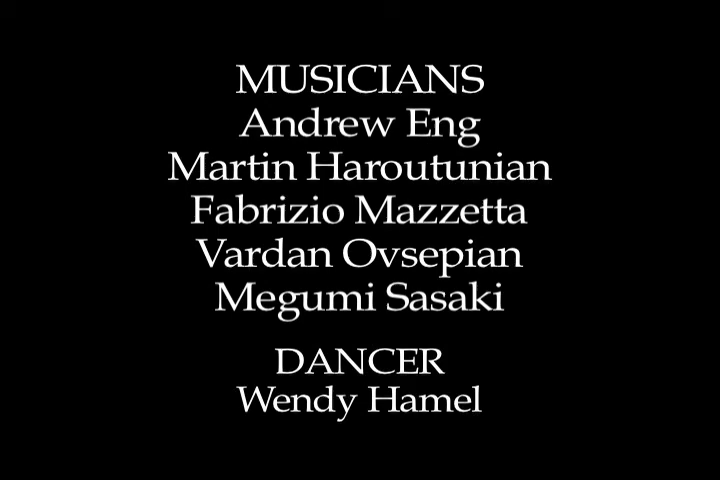 MUSICIANS
Andrew Eng
Martin Haroutunian
Fabrizio Mazzetta
Vardan Ovsepian
Megumi Sasaki
DANCER
Wendy Hamel